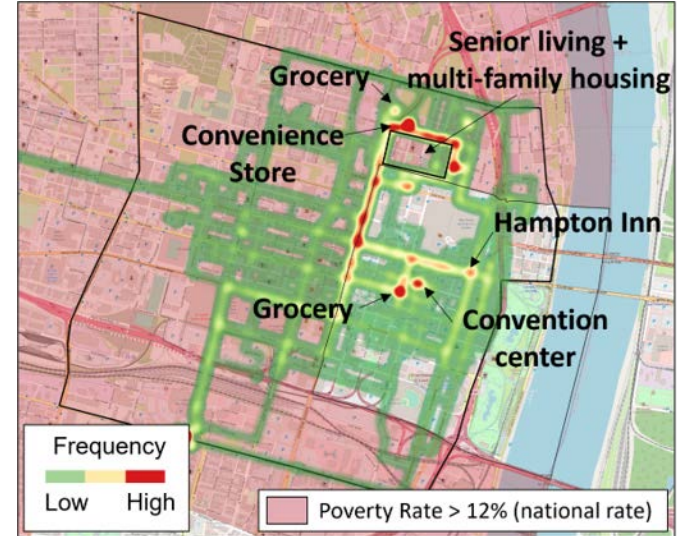 Senior living +
multi-family housing
Grocery
Convenience
Store
Hampton Inn
Grocery
Convention
center
Frequency
Low High
Poverty Rate > 12% (national rate)